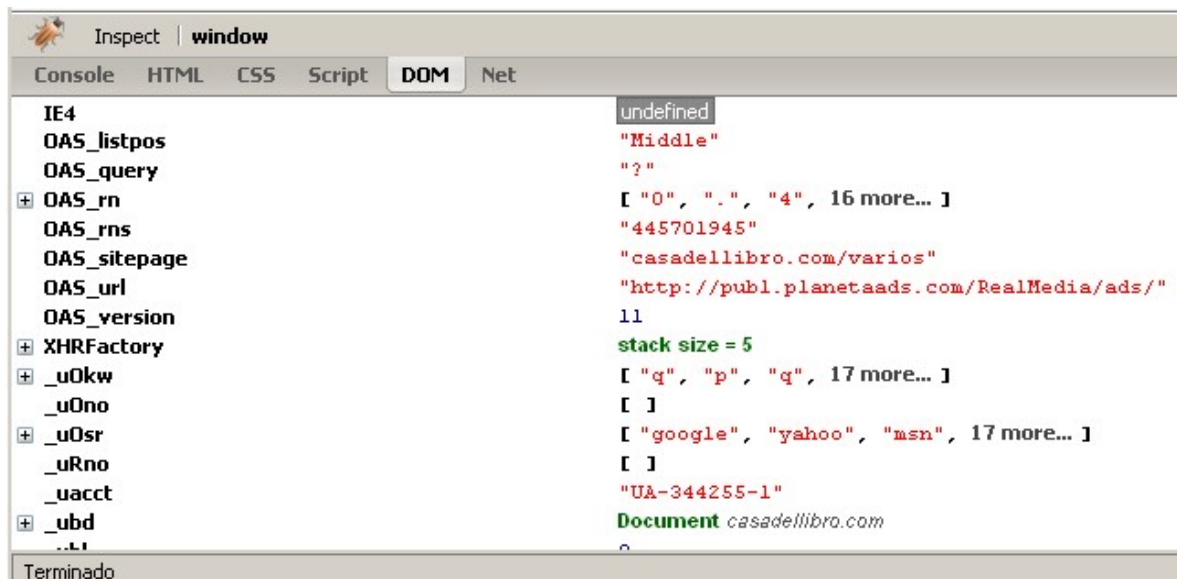 Inspect | window
Console HTML CSS Script DOM Net
IE4 undefined
OAS_listpos "Middle"
OAS_query "?"
OAS_rn [ "0", ".", "4", 16 more... ]
OAS_rns "445701945"
OAS_sitepage "casadellibro.com/varios"
OAS_url "http://publ.planetaads.com/RealMedia/ads/"
OAS_version 11
XHRFactory stack size = 5
_uOkw [ "q", "p", "q", 17 more... ]
_uOno [ ]
_uOsr [ "google", "yahoo", "msn", 17 more... ]
_uRno [ ]
_uacct "UA-344255-1"
_ubd Document casadellibro.com
Terminado